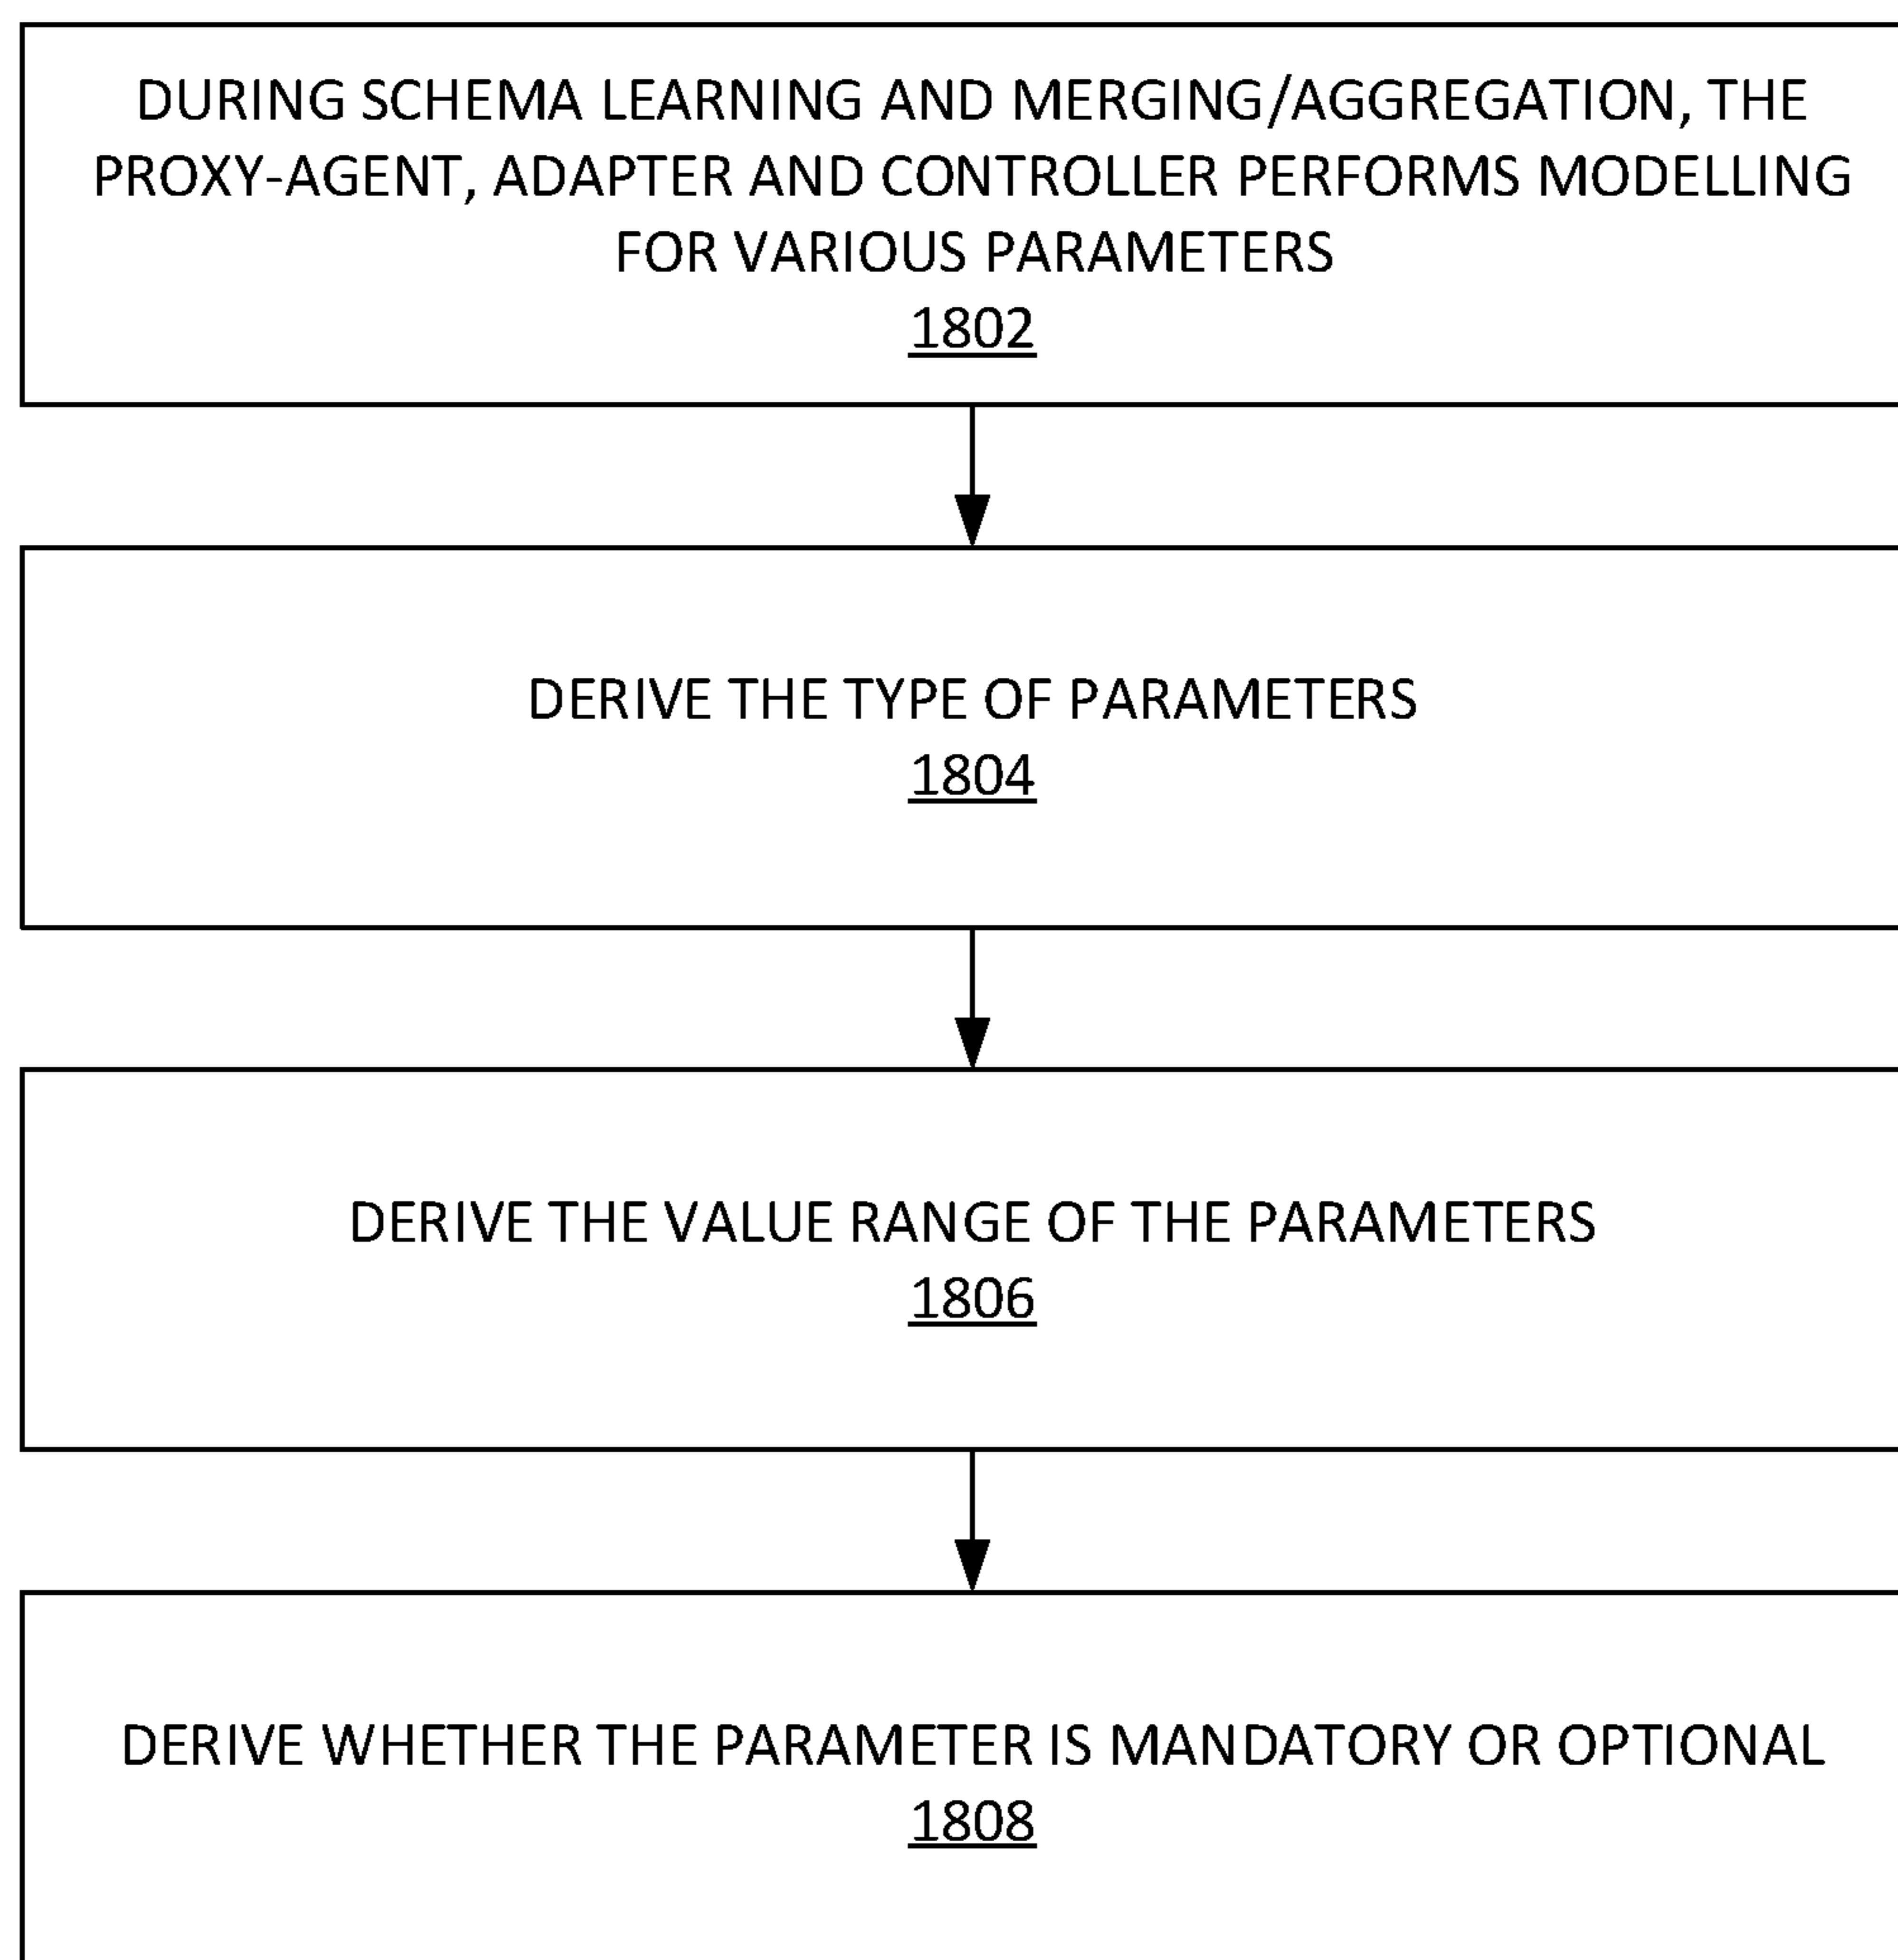 DURING SCHEMA LEARNING AND MERGING/AGGREGATION, THE
PROXY-AGENT, ADAPTER AND CONTROLLER PERFORMS MODELLING
FOR VARIOUS PARAMETERS
1802
DERIVE THE TYPE OF PARAMETERS
1804
DERIVE THE VALUE RANGE OF THE PARAMETERS
1806
DERIVE WHETHER THE PARAMETER IS MANDATORY OR OPTIONAL
1808